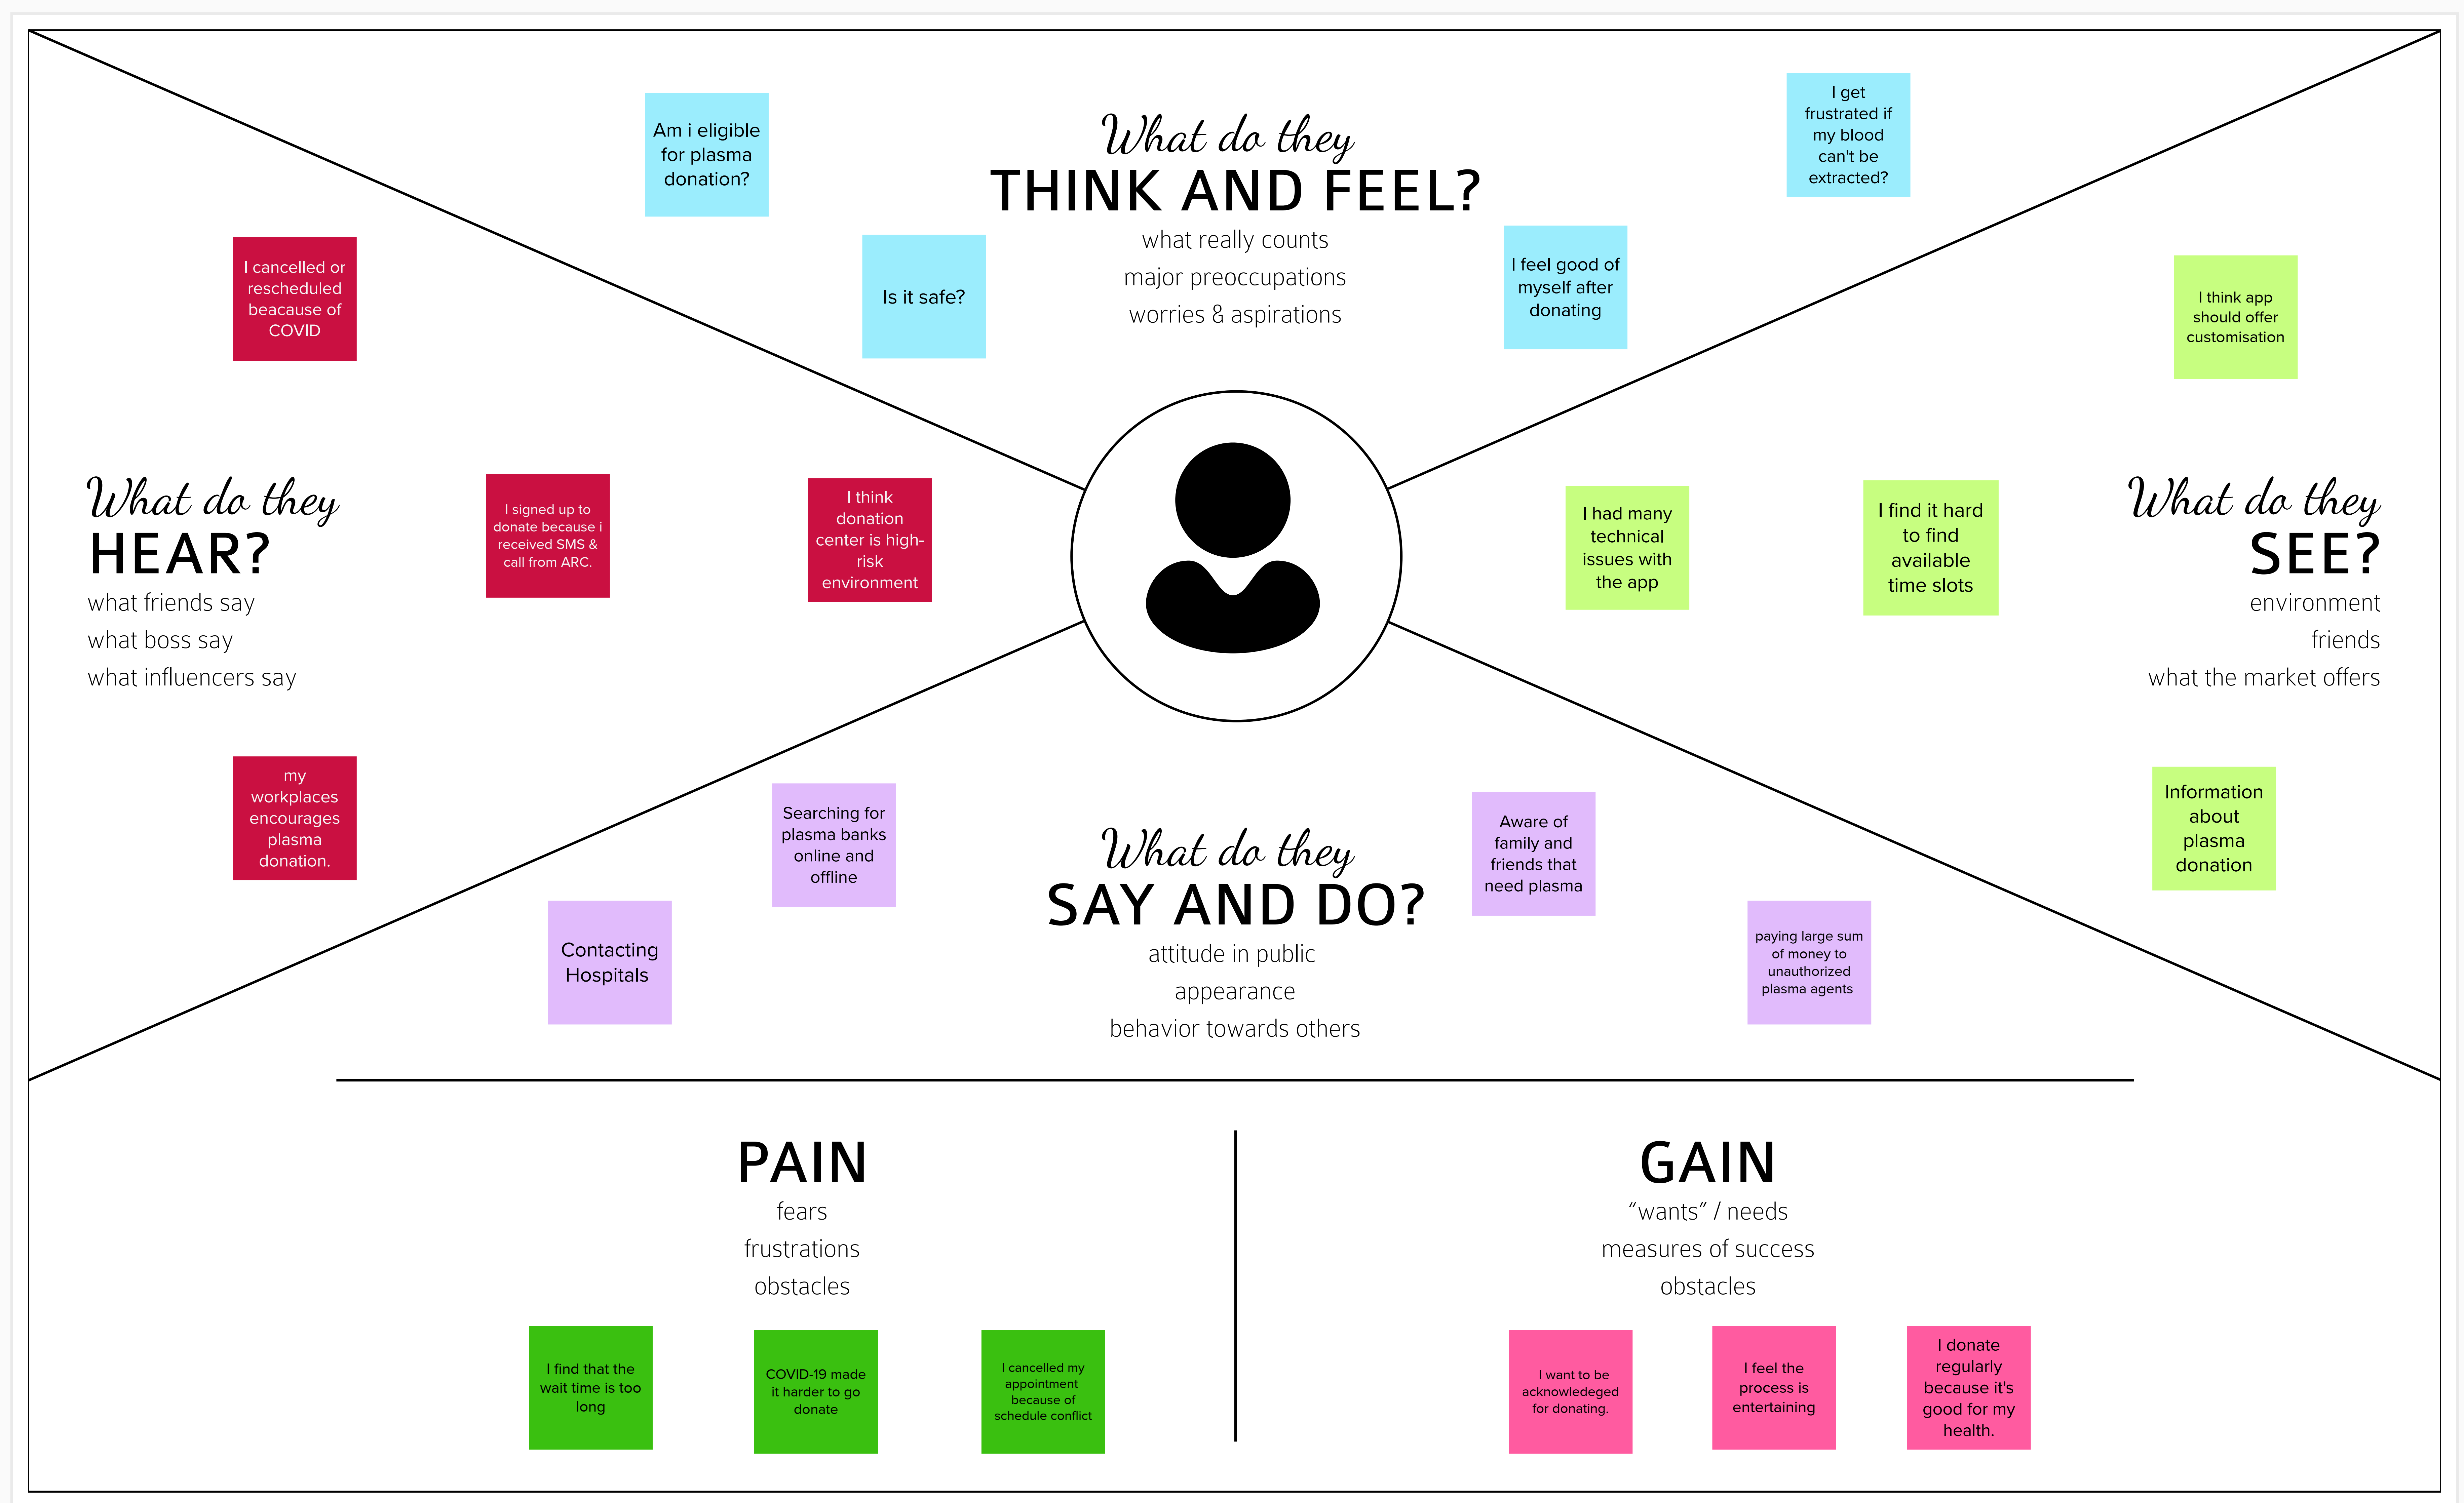 What do they
THINK AND FEEL?
what really counts
major preoccupations
worries & aspirations
Am i eligible
for plasma
donation?
Is it safe?
I feel good of
myself after
donating
I get
frustrated if
my blood
can't be
extracted?
What do they
HEAR?
what friends say
what boss say
what influencers say
I cancelled or
rescheduled
beacause of
COVID
I signed up to
donate because i
received SMS &
call from ARC.
I think
donation
center is high-
risk
environment
my
workplaces
encourages
plasma
donation.
What do they
SEE?
environment
friends
what the market offers
I think app
should offer
customisation
I had many
technical
issues with
the app
I find it hard
to find
available
time slots
Information
about
plasma
donation
What do they
SAY AND DO?
attitude in public
appearance
behavior towards others
Searching for
plasma banks
online and
offline
Contacting
Hospitals
Aware of
family and
friends that
need plasma
paying large sum
of money to
unauthorized
plasma agents
PAIN
fears
frustrations
obstacles
I find that the
wait time is too
long
COVID-19 made
it harder to go
donate
I cancelled my
appointment
because of
schedule conflict
GAIN
“wants” / needs
measures of success
obstacles
I want to be
acknowledeged
for donating.
I feel the
process is
entertaining
I donate
regularly
because it's
good for my
health.